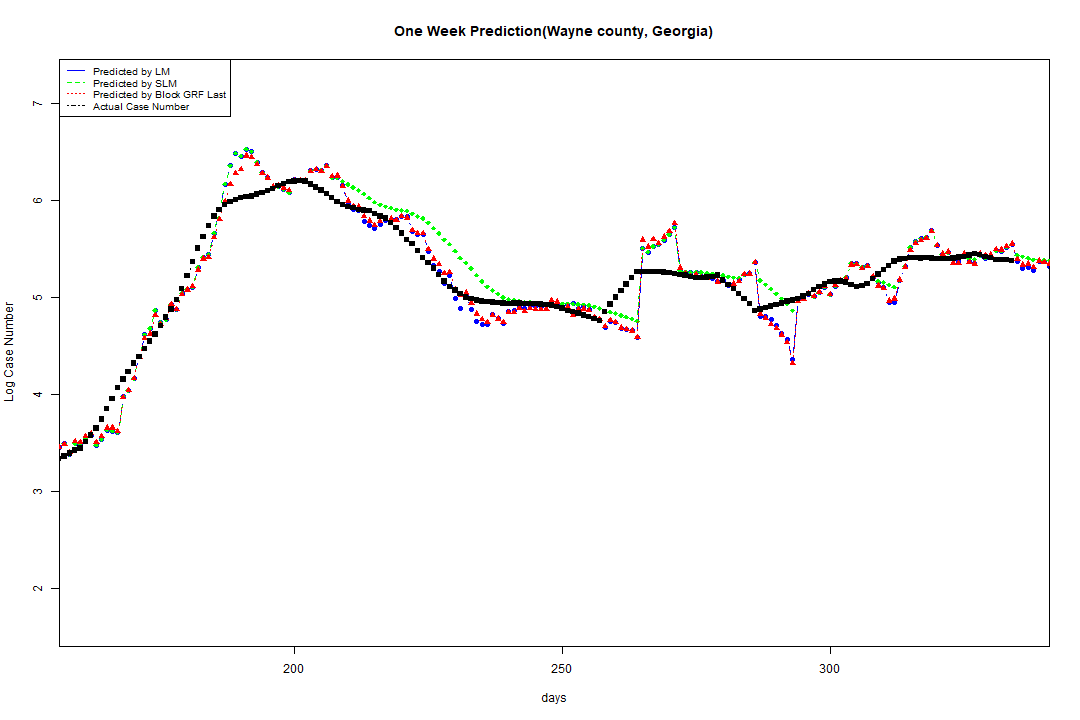 One Week Prediction(Wayne county, Georgia)
Predicted by LM
Predicted by SLM
Predicted by Block GRF Last
Actual Case Number
7
6
5
4
3
2
Log Case Number
200
250
300
days